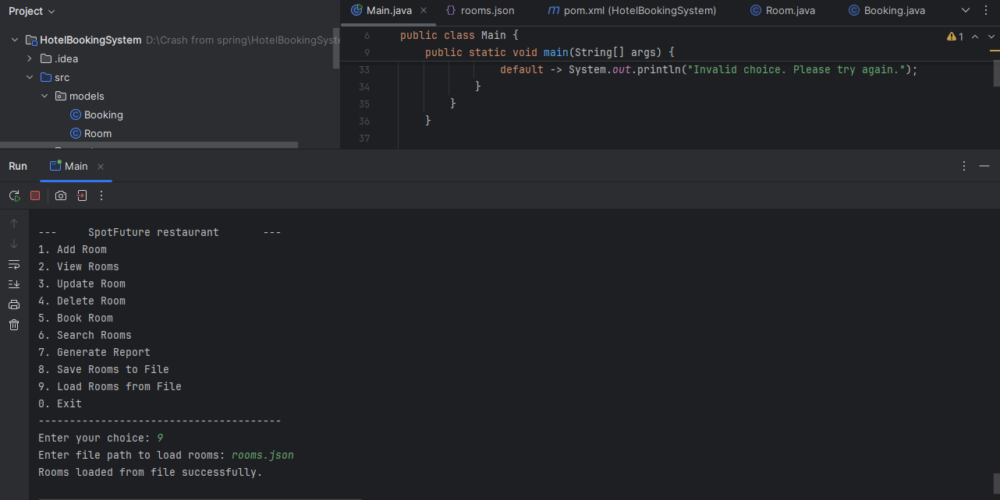 Project
HotelBookingSystem D:\Crash from spring\HotelBookingSyste
.idea
src
models
Booking
Room
Main.java
rooms.json
pom.xml (HotelBookingSystem)
Room.java
Booking.java
6 public class Main {
1
9 public static void main(String[] args) {
33 default -> System.out.println("Invalid choice. Please try again.");
34 }
35 }
36 }
37
Run Main
--- SpotFuture restaurant ---
1. Add Room
2. View Rooms
3. Update Room
4. Delete Room
5. Book Room
6. Search Rooms
7. Generate Report
8. Save Rooms to File
9. Load Rooms from File
0. Exit
---------------------------------------
Enter your choice: 9
Enter file path to load rooms: rooms.json
Rooms loaded from file successfully.